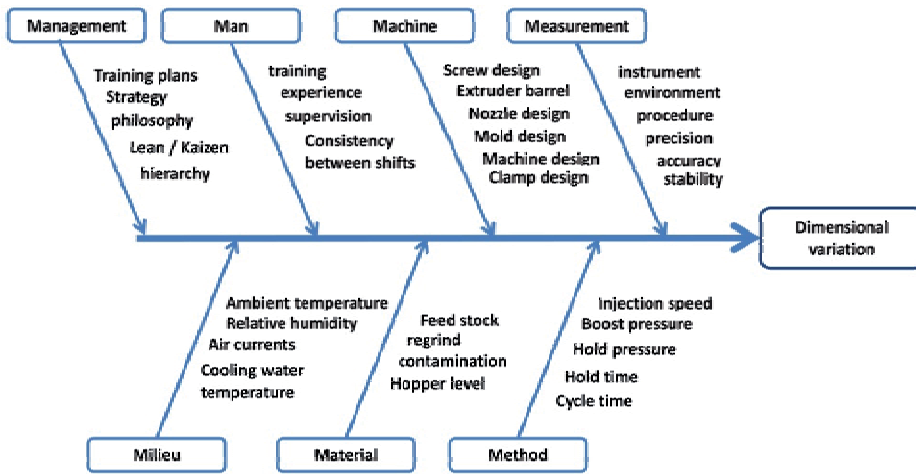 Management
Man
Machine
Measurement
Training plans
Strategy
philosophy
Lean / Kaizen
hierarchy
training
experience
supervision
Consistency
between shifts
Screw design
Extruder barrel
Nozzle design
Mold design
Machine design
Clamp design
instrument
environment
procedure
precision
accuracy
stability
Dimensional
variation
Ambient temperature
Relative humidity
Air currents
Cooling water
temperature
Feed stock
regrind
contamination
Hopper level
Injection speed
Boost pressure
Hold pressure
Hold time
Cycle time
Milieu
Material
Method